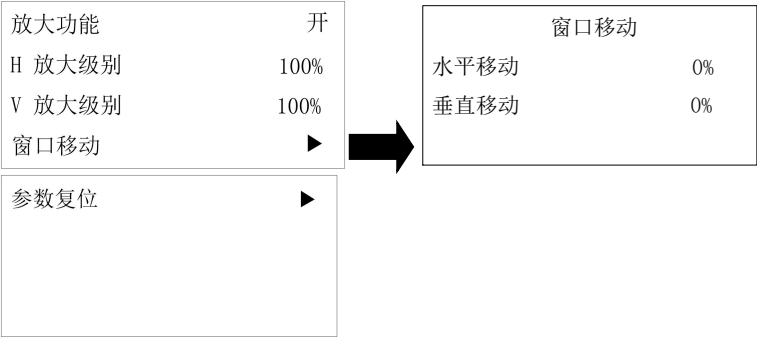 放大功能 开
H 放大级别 100%
V 放大级别 100%
窗口移动 ▶
参数复位 ▶
窗口移动
水平移动 0%
垂直移动 0%